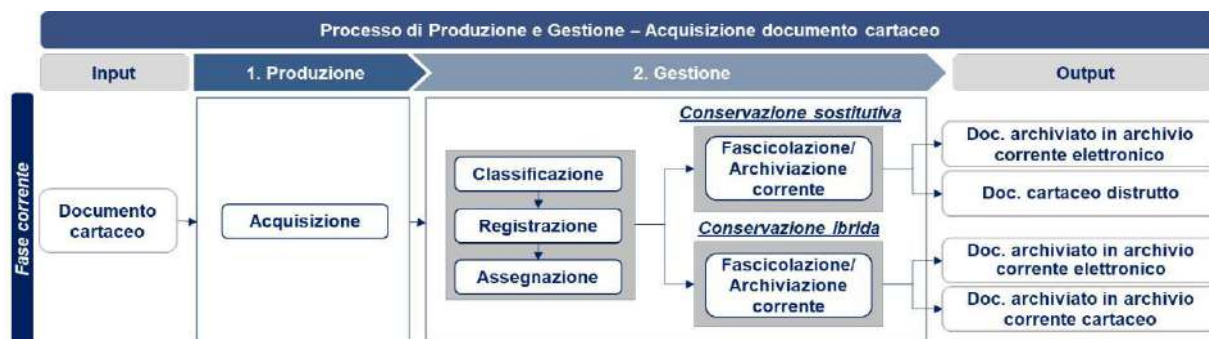 Processo di Produzione e Gestione – Acquisizione documento cartaceo
Input
1. Produzione
2. Gestione
Output
Fase corrente
Documento
cartaceo
Acquisizione
Classificazione
Registrazione
Assegnazione
Conservazione sostitutiva
Fascicolazione/
Archiviazione
corrente
Conservazione ibrida
Fascicolazione/
Archiviazione
corrente
Doc. archiviato in archivio
corrente elettronico
Doc. cartaceo distrutto
Doc. archiviato in archivio
corrente elettronico
Doc. archiviato in archivio
corrente cartaceo